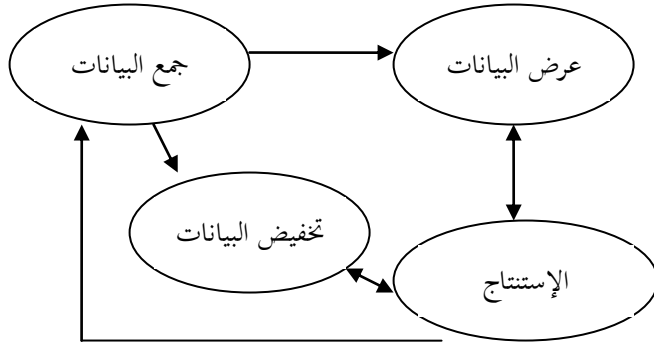 عرض البيانات
جمع البيانات
تخفيض البيانات
الإستنتاج